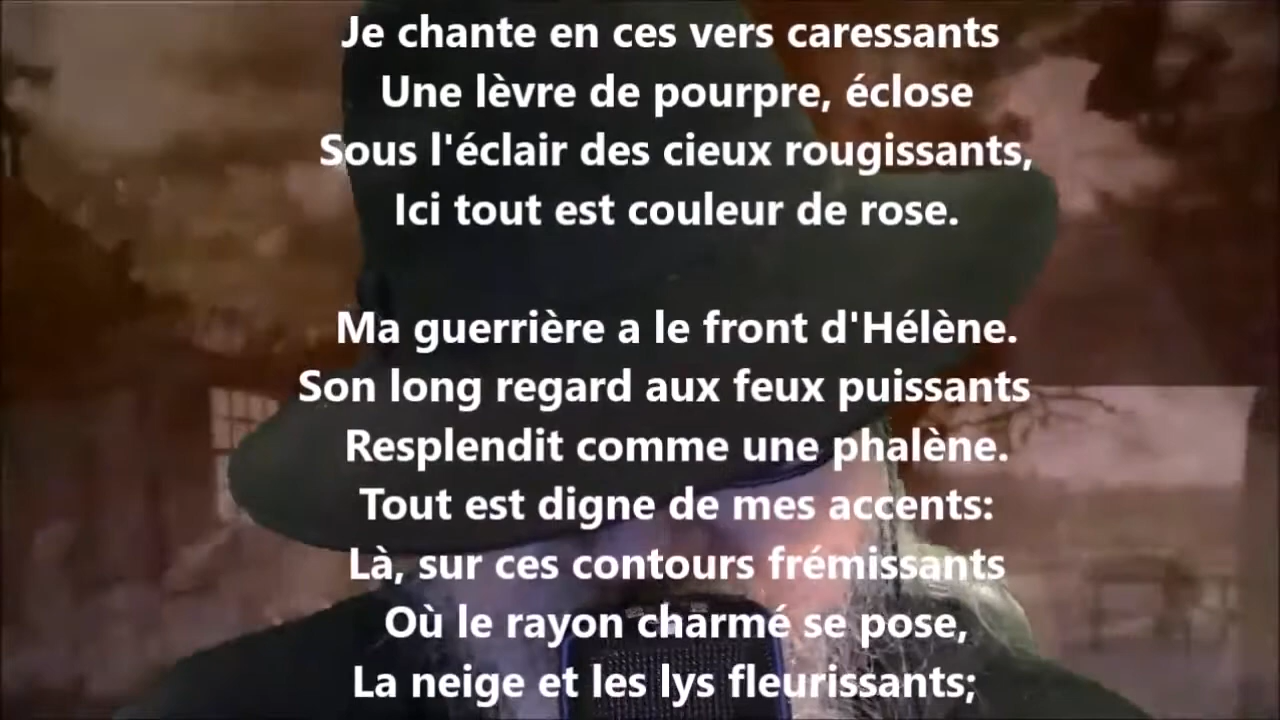 Je chante en ces vers caressants
Une lèvre de pourpre, éclose
Sous l'éclair des cieux rougissants,
Ici tout est couleur de rose.
Ma guerrière a le front d'Hélène.
Son long regard aux feux puissants
Resplendit comme une phalène.
Tout est digne de mes accents:
Là, sur ces contours frémissants
Où le rayon charmé se pose,
La neige et les lys fleurissants;